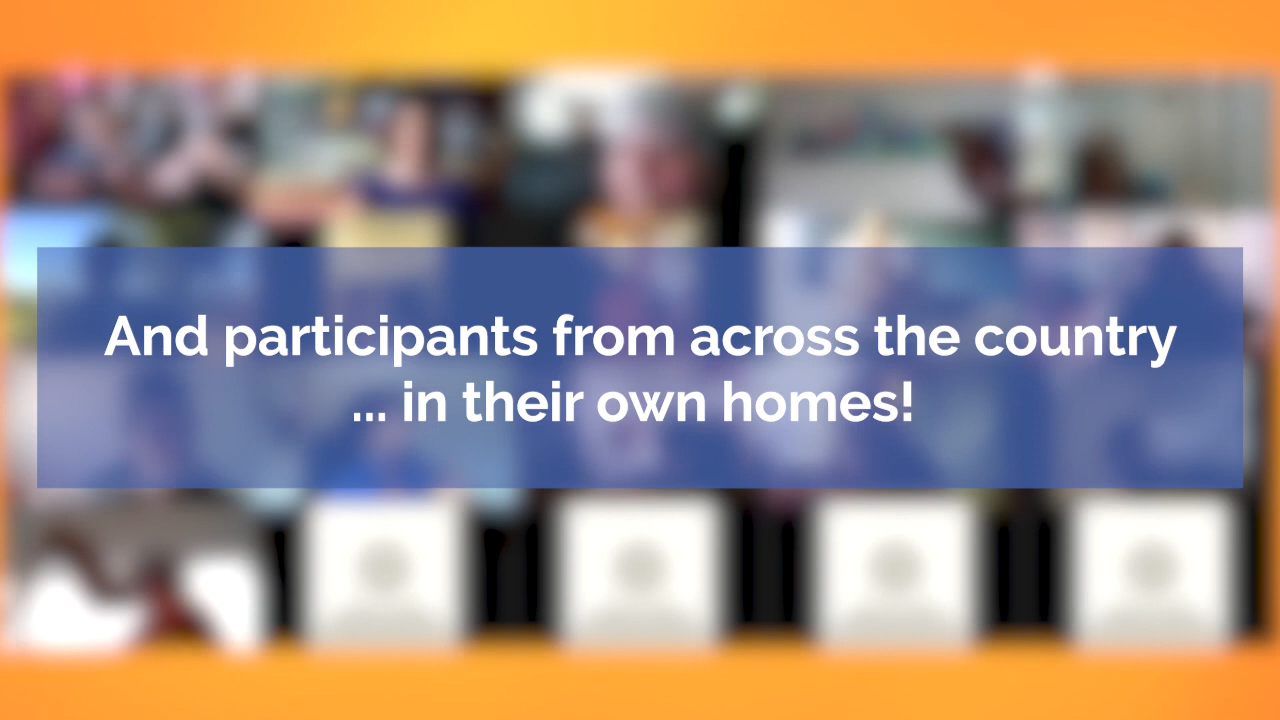 And participants from across the country
... in their own homes!